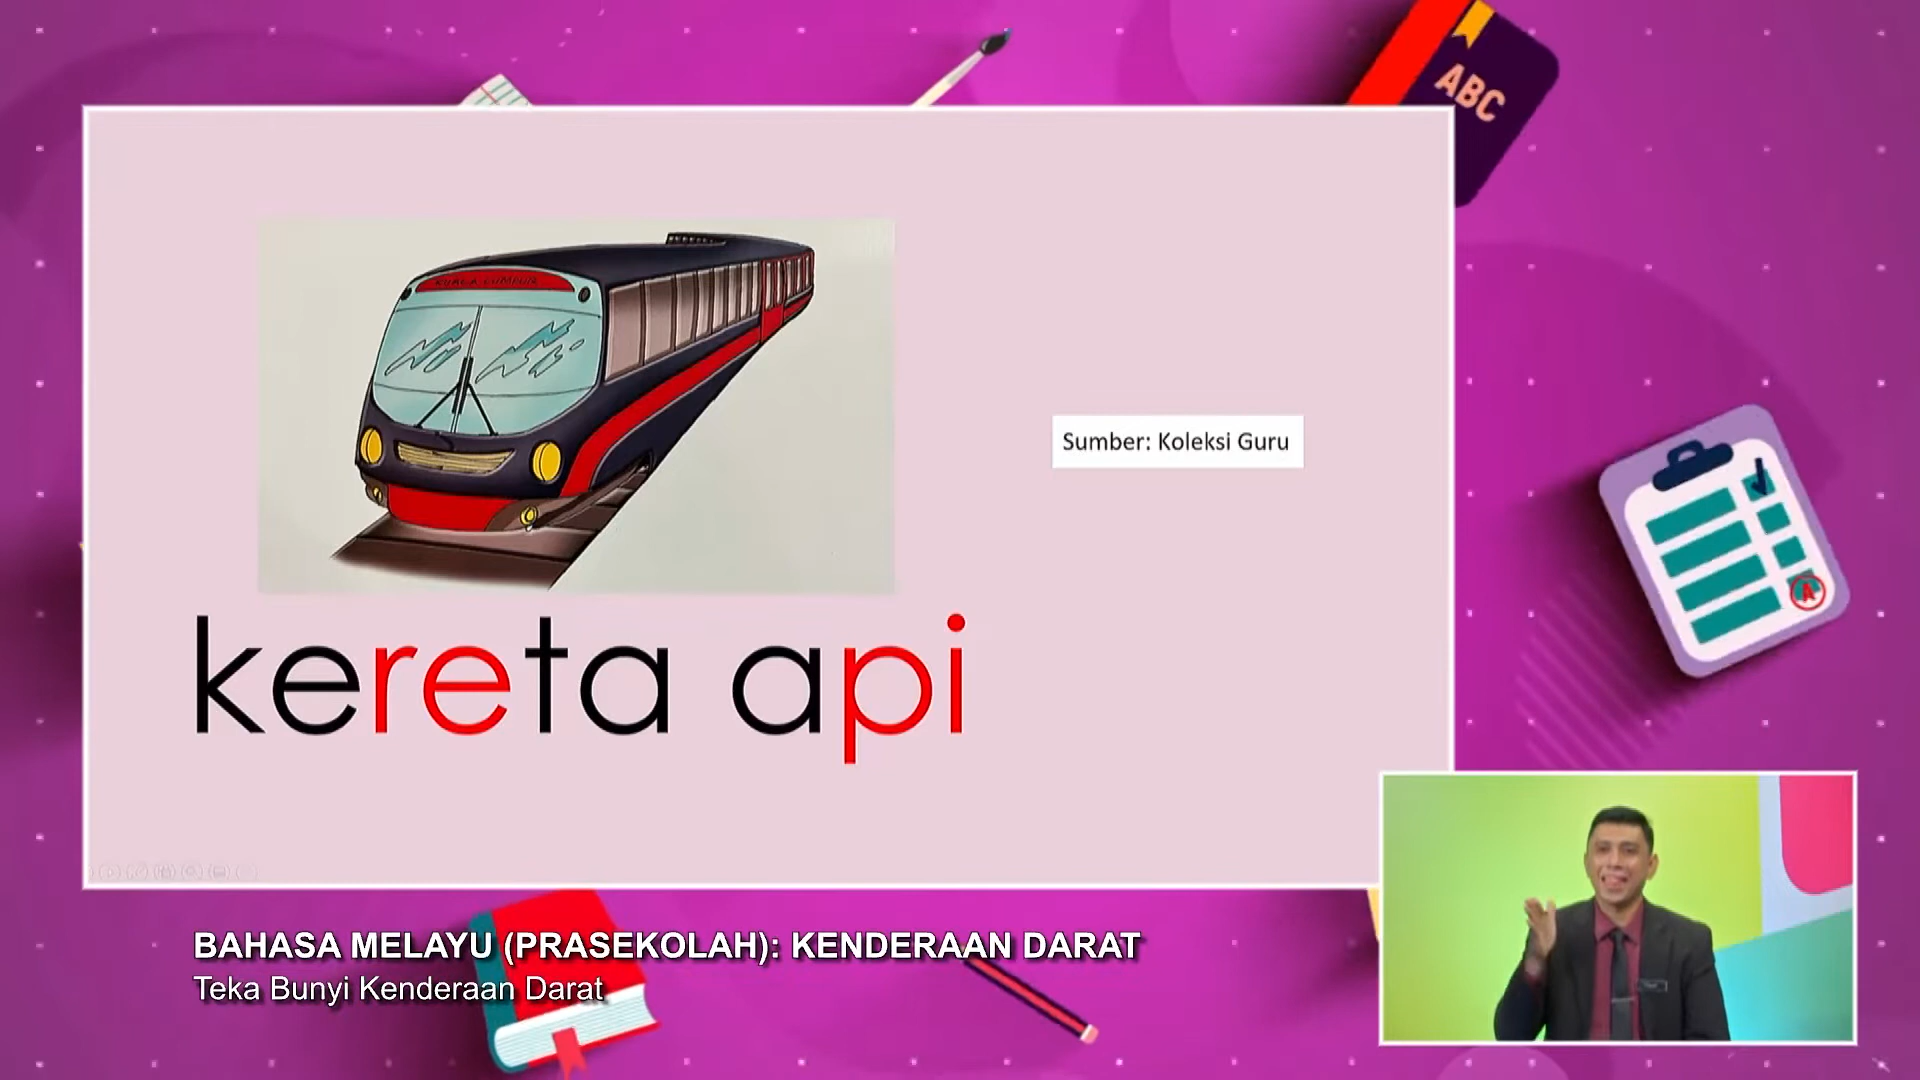 ABC
KUALA LUMPUR
Sumber: Koleksi Guru
kereta api
A
BAHASA MELAYU (PRASEKOLAH): KENDERAAN DARAT
Teka Bunyi Kenderaan Darat